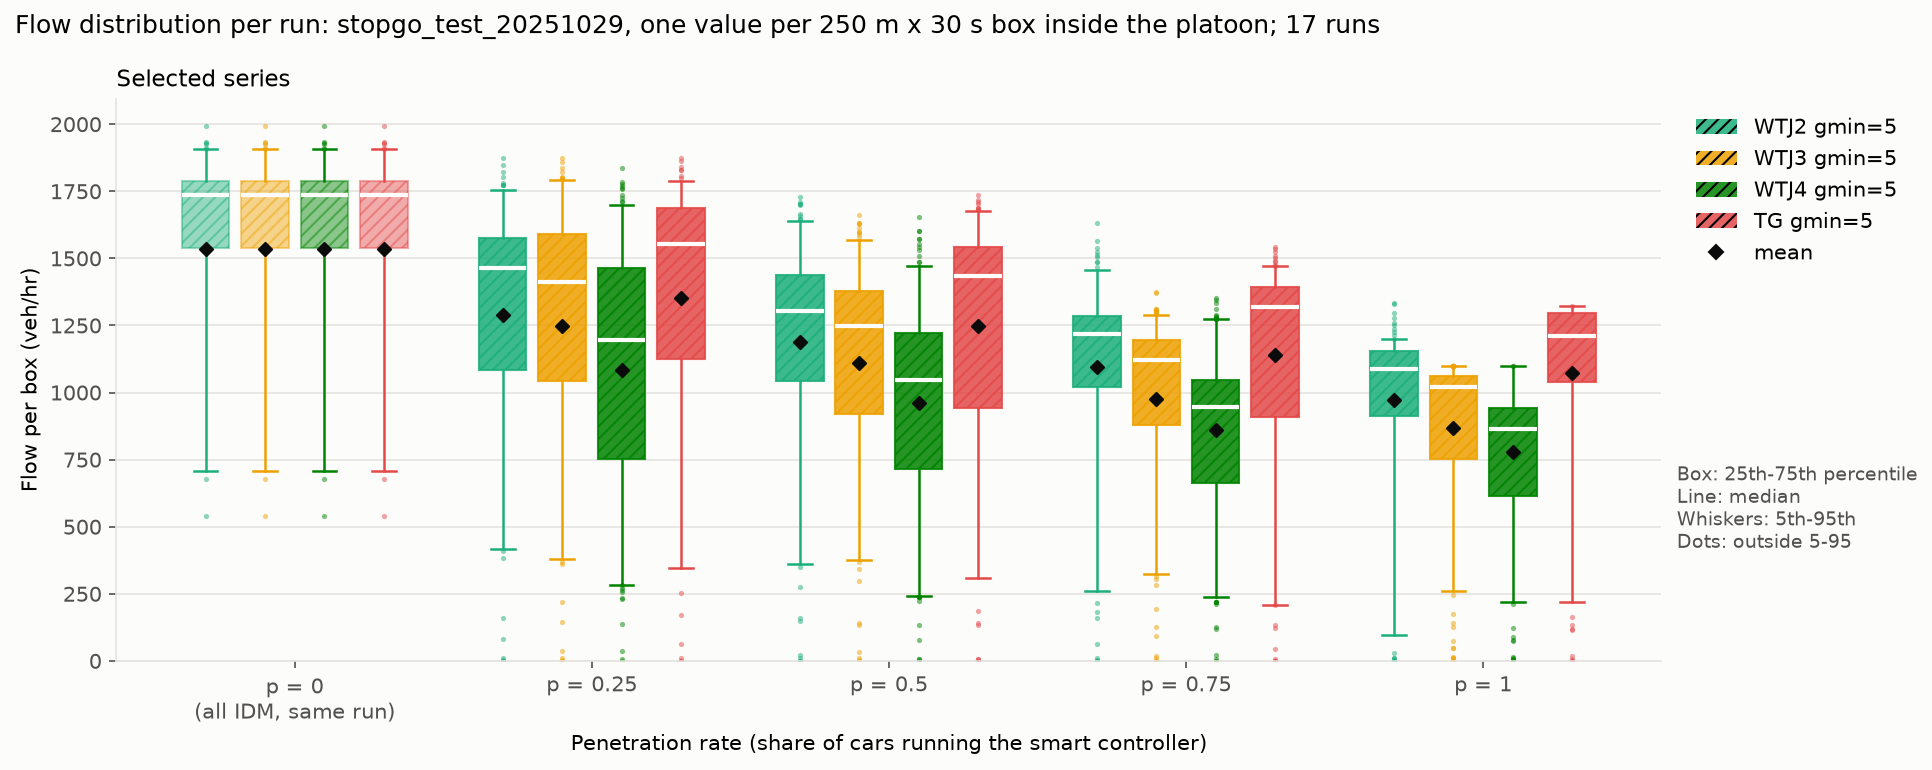 Flow distribution per run: stopgo_test_20251029, one value per 250 m x 30 s box inside the platoon; 17 runs
Selected series
Flow per box (veh/hr)
2000
1750
1500
1250
1000
750
500
250
0
p = 0
(all IDM, same run)
p = 0.25
p = 0.5
p = 0.75
p = 1
Penetration rate (share of cars running the smart controller)
WTJ2 gmin=5
WTJ3 gmin=5
WTJ4 gmin=5
TG gmin=5
mean
Box: 25th-75th percentile
Line: median
Whiskers: 5th-95th
Dots: outside 5-95